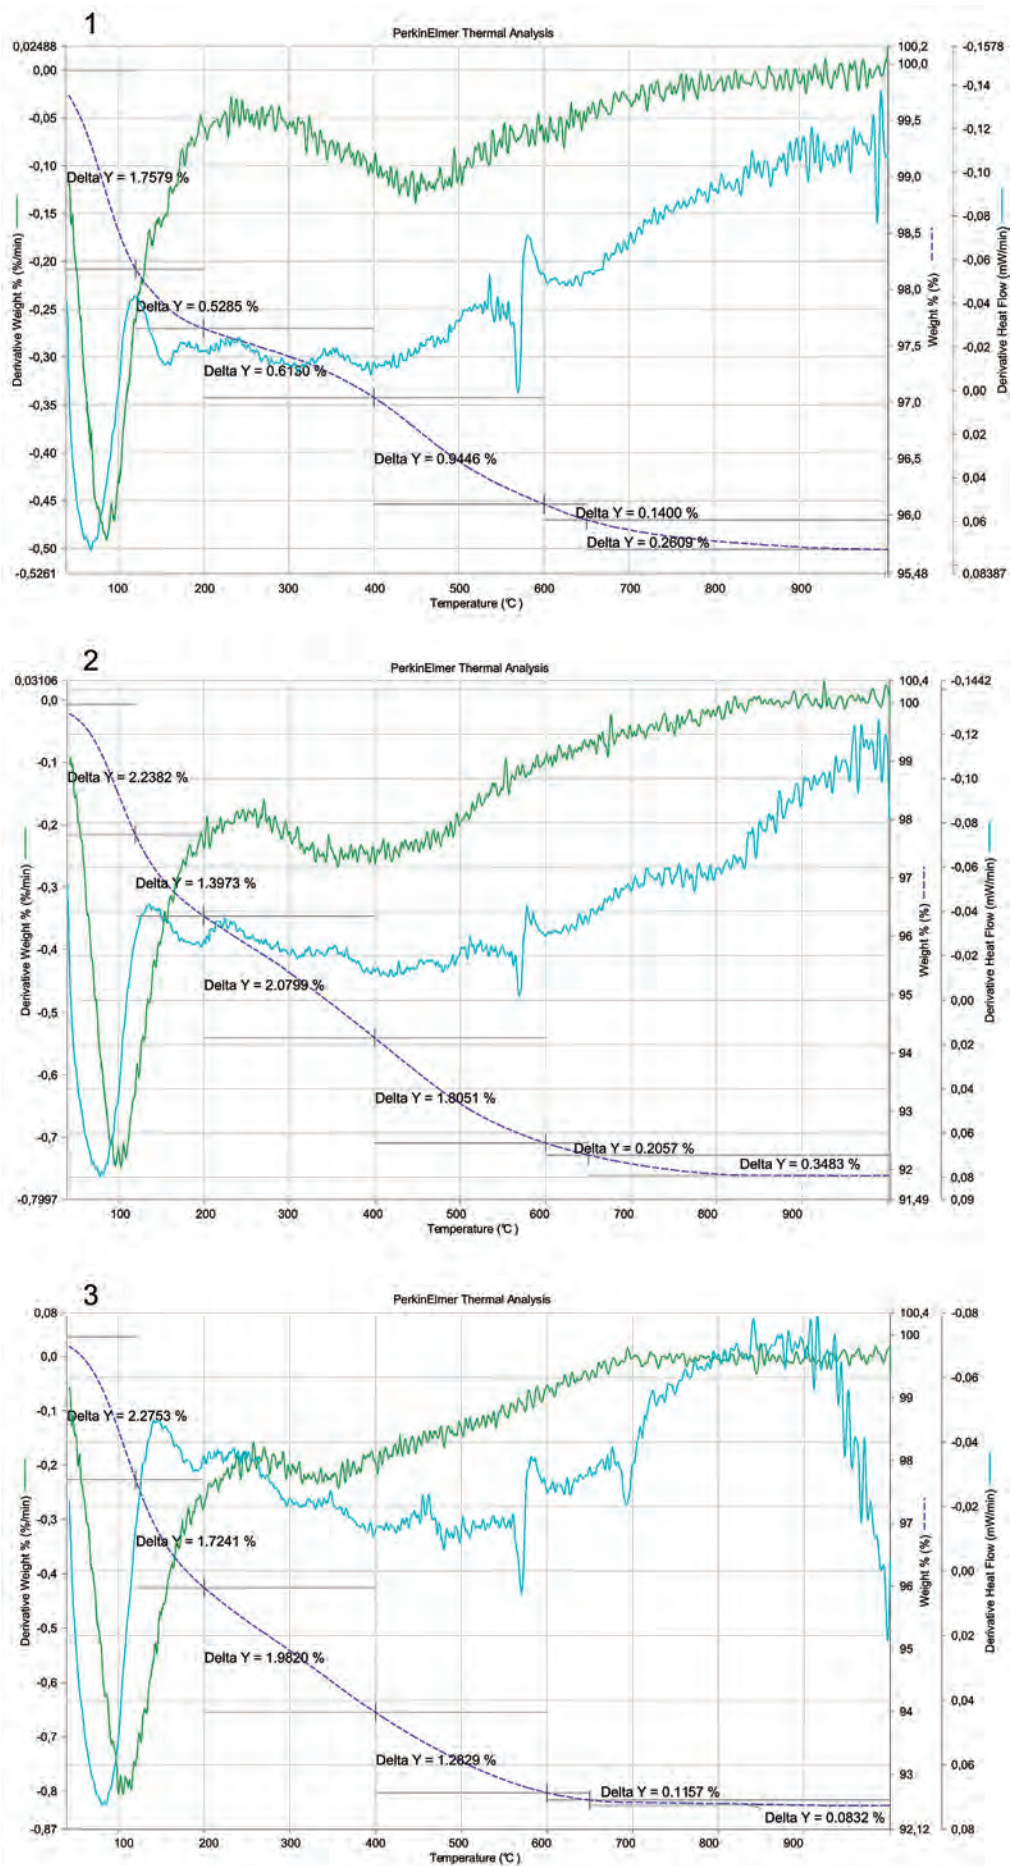 1
PerkinElmer Thermal Analysis
0,02488
0,00
-0,05
-0,10
-0,15
-0,20
-0,25
-0,30
-0,35
-0,40
-0,45
-0,50
-0,5261
Derivative Weight % (%/min)
Delta Y = 1.7579 %
Delta Y = 0.5285 %
Delta Y = 0.6130 %
Delta Y = 0.9446 %
Delta Y = 0.1400 %
Delta Y = 0.2609 %
100 200 300 400 500 600 700 800 900
Temperature (°C)
100,2
100,0
99,5
99,0
98,5
98,0
97,5
97,0
96,5
96,0
95,48
Weight % (%)
-0,1578
-0,14
-0,12
-0,10
-0,08
-0,06
-0,04
-0,02
0,00
0,02
0,04
0,06
0,08387
Derivative Heat Flow (mW/min)
2
PerkinElmer Thermal Analysis
0,03106
0,0
-0,1
-0,2
-0,3
-0,4
-0,5
-0,6
-0,7
-0,7997
Derivative Weight % (%/min)
Delta Y = 2.2382 %
Delta Y = 1.3973 %
Delta Y = 2.0799 %
Delta Y = 1.8051 %
Delta Y = 0.2057 %
Delta Y = 0.3483 %
100 200 300 400 500 600 700 800 900
Temperature (°C)
100,4
100
99
98
97
96
95
94
93
92
91,49
Weight % (%)
-0,1442
-0,12
-0,10
-0,08
-0,06
-0,04
-0,02
0,00
0,02
0,04
0,06
0,08
0,09
Derivative Heat Flow (mW/min)
3
PerkinElmer Thermal Analysis
0,08
0,0
-0,1
-0,2
-0,3
-0,4
-0,5
-0,6
-0,7
-0,8
-0,87
Derivative Weight % (%/min)
Delta Y = 2.2753 %
Delta Y = 1.7241 %
Delta Y = 1.9820 %
Delta Y = 1.2829 %
Delta Y = 0.1157 %
Delta Y = 0.0832 %
100 200 300 400 500 600 700 800 900
Temperature (°C)
100,4
100
99
98
97
96
95
94
93
92,12
Weight % (%)
-0,08
-0,06
-0,04
-0,02
0,00
0,02
0,04
0,06
0,08
Derivative Heat Flow (mW/min)